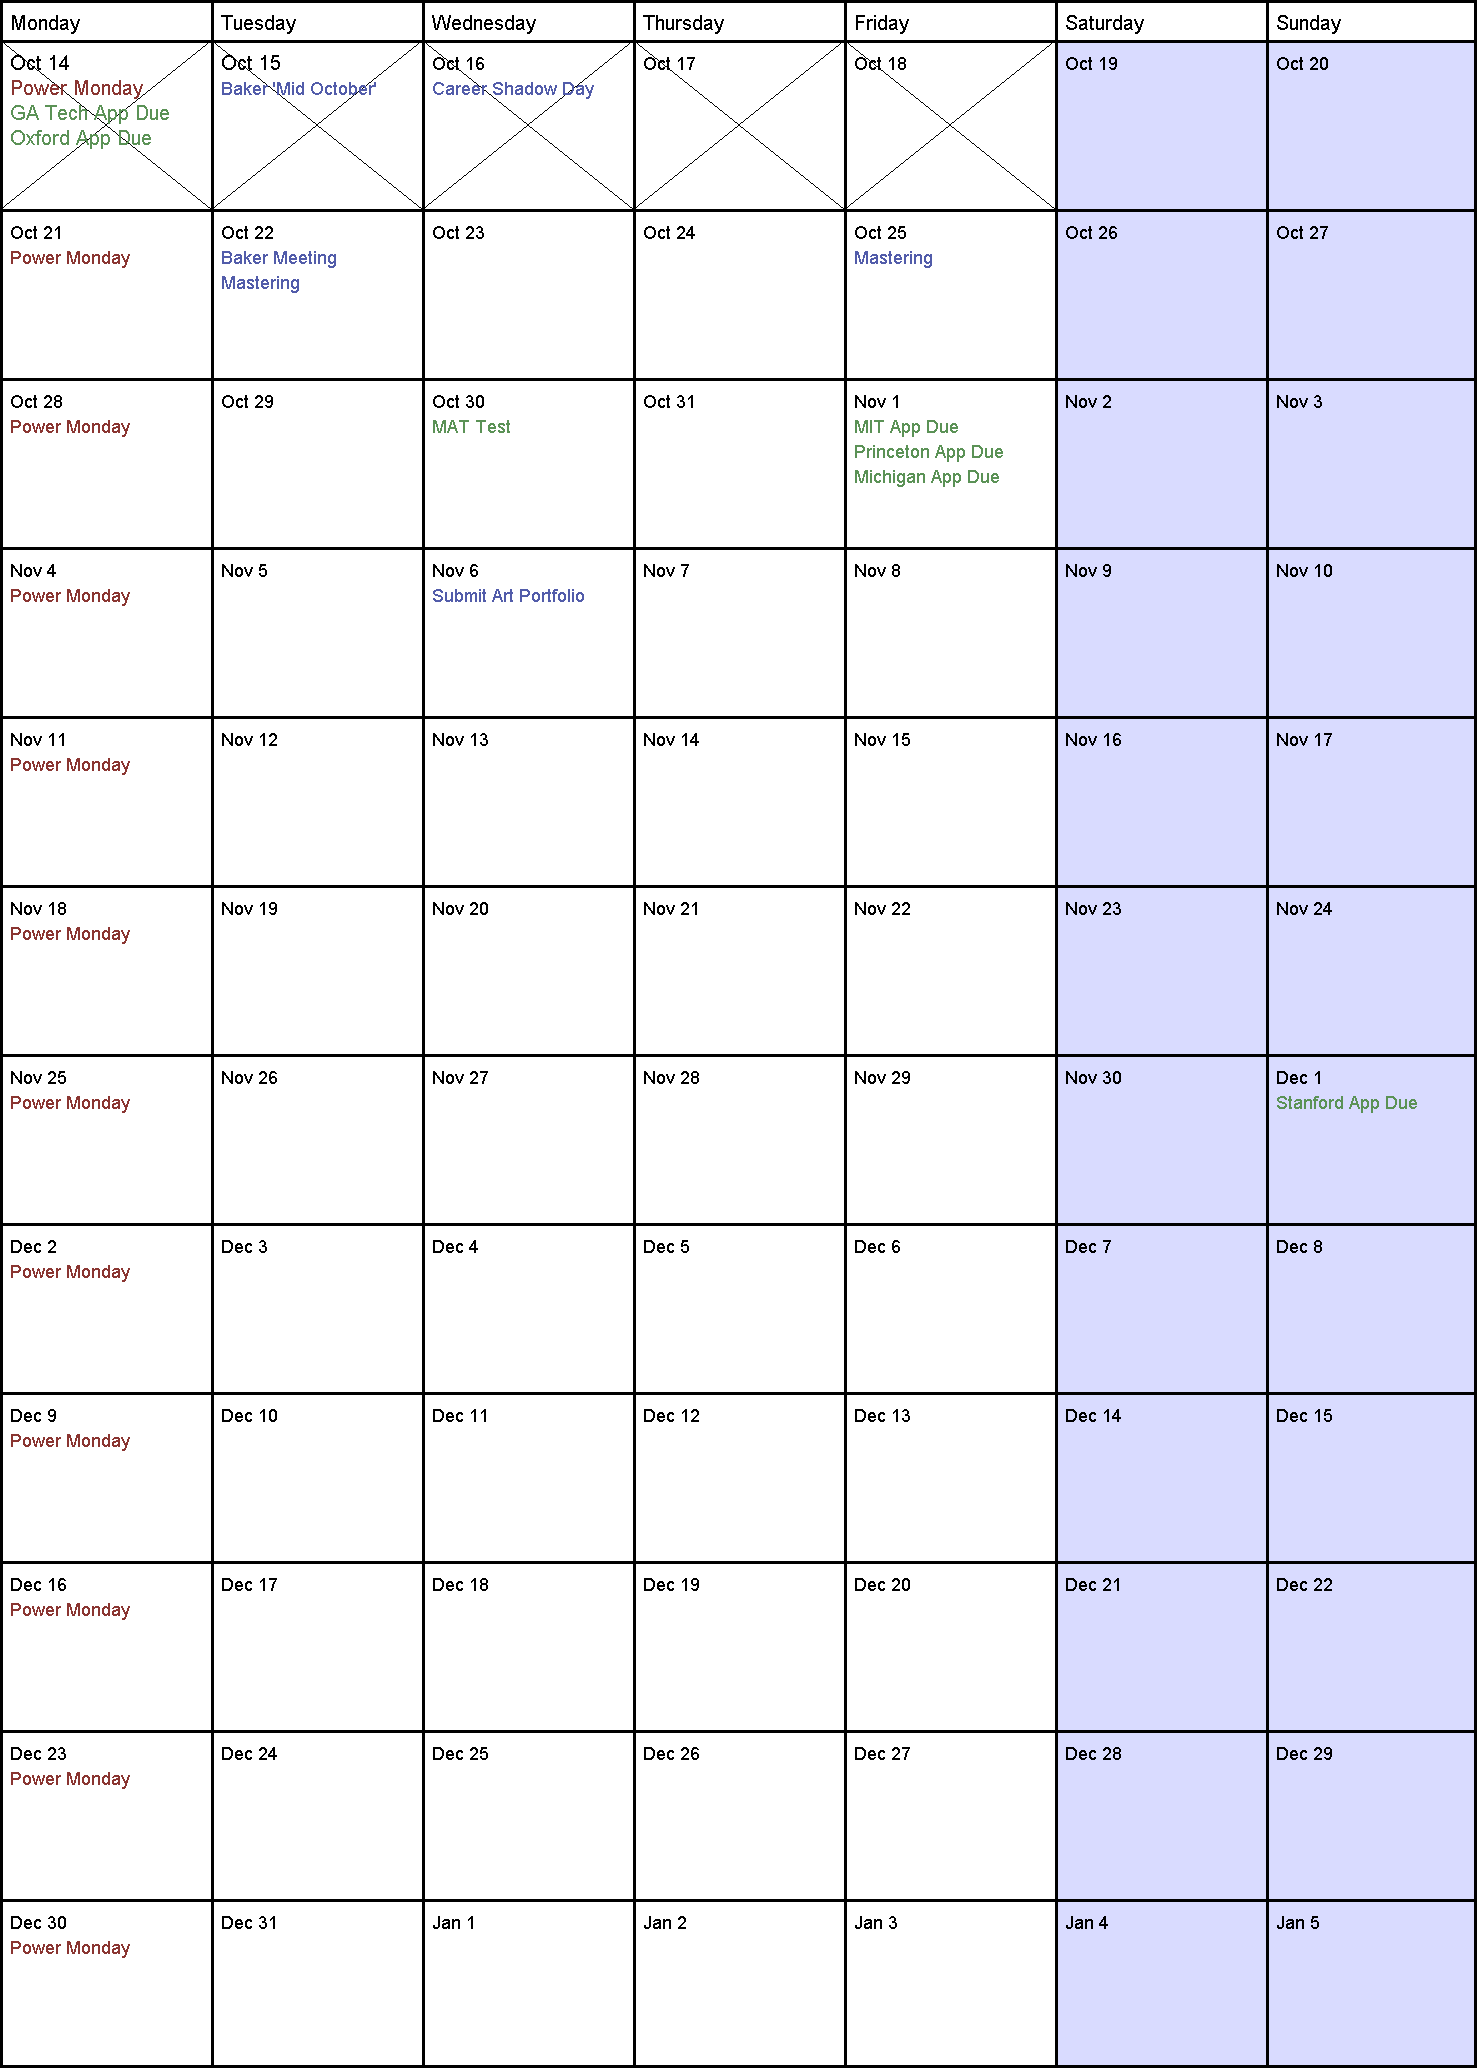 Monday
Tuesday
Wednesday
Thursday
Friday
Saturday
Sunday
Oct 14
Power Monday
GA Tech App Due
Oxford App Due
Oct 15
Baker 'Mid October'
Oct 16
Career Shadow Day
Oct 17
Oct 18
Oct 19
Oct 20
Oct 21
Power Monday
Oct 22
Baker Meeting
Mastering
Oct 23
Oct 24
Oct 25
Mastering
Oct 26
Oct 27
Oct 28
Power Monday
Oct 29
Oct 30
MAT Test
Oct 31
Nov 1
MIT App Due
Princeton App Due
Michigan App Due
Nov 2
Nov 3
Nov 4
Power Monday
Nov 5
Nov 6
Submit Art Portfolio
Nov 7
Nov 8
Nov 9
Nov 10
Nov 11
Power Monday
Nov 12
Nov 13
Nov 14
Nov 15
Nov 16
Nov 17
Nov 18
Power Monday
Nov 19
Nov 20
Nov 21
Nov 22
Nov 23
Nov 24
Nov 25
Power Monday
Nov 26
Nov 27
Nov 28
Nov 29
Nov 30
Dec 1
Stanford App Due
Dec 2
Power Monday
Dec 3
Dec 4
Dec 5
Dec 6
Dec 7
Dec 8
Dec 9
Power Monday
Dec 10
Dec 11
Dec 12
Dec 13
Dec 14
Dec 15
Dec 16
Power Monday
Dec 17
Dec 18
Dec 19
Dec 20
Dec 21
Dec 22
Dec 23
Power Monday
Dec 24
Dec 25
Dec 26
Dec 27
Dec 28
Dec 29
Dec 30
Power Monday
Dec 31
Jan 1
Jan 2
Jan 3
Jan 4
Jan 5